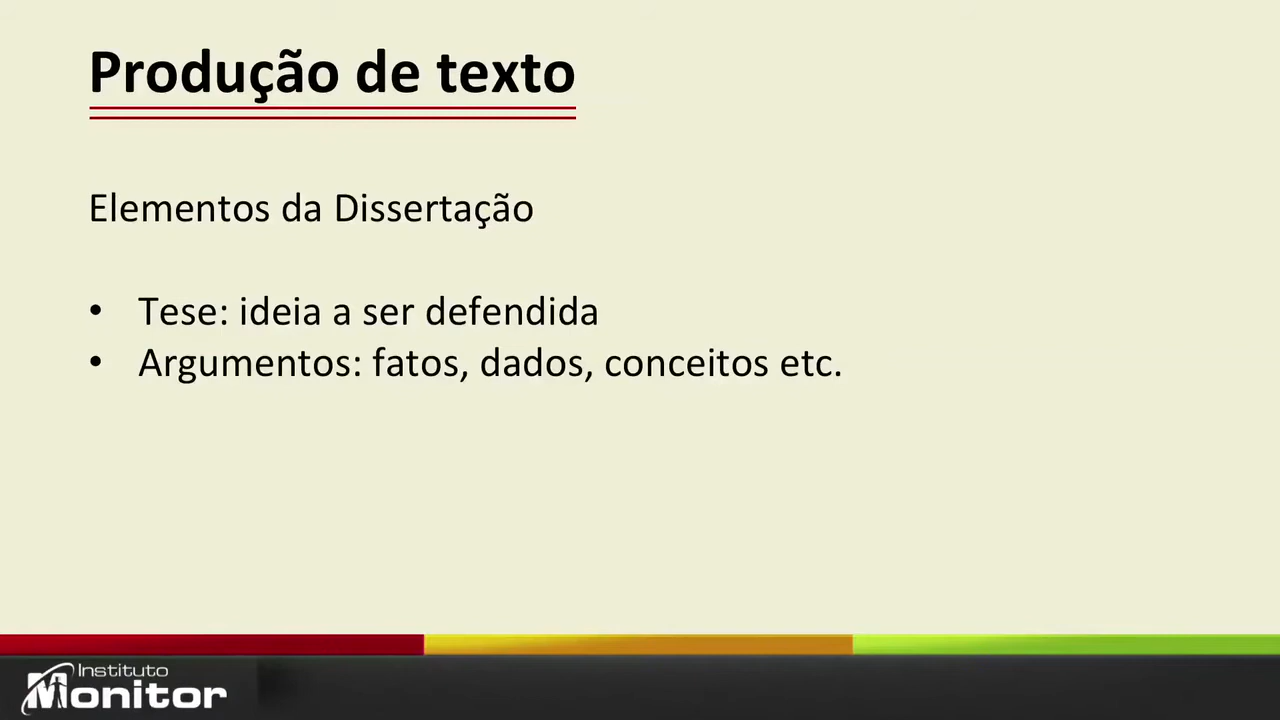 Produção de texto
Elementos da Dissertação
• Tese: ideia a ser defendida
• Argumentos: fatos, dados, conceitos etc.
Instituto
Monitor